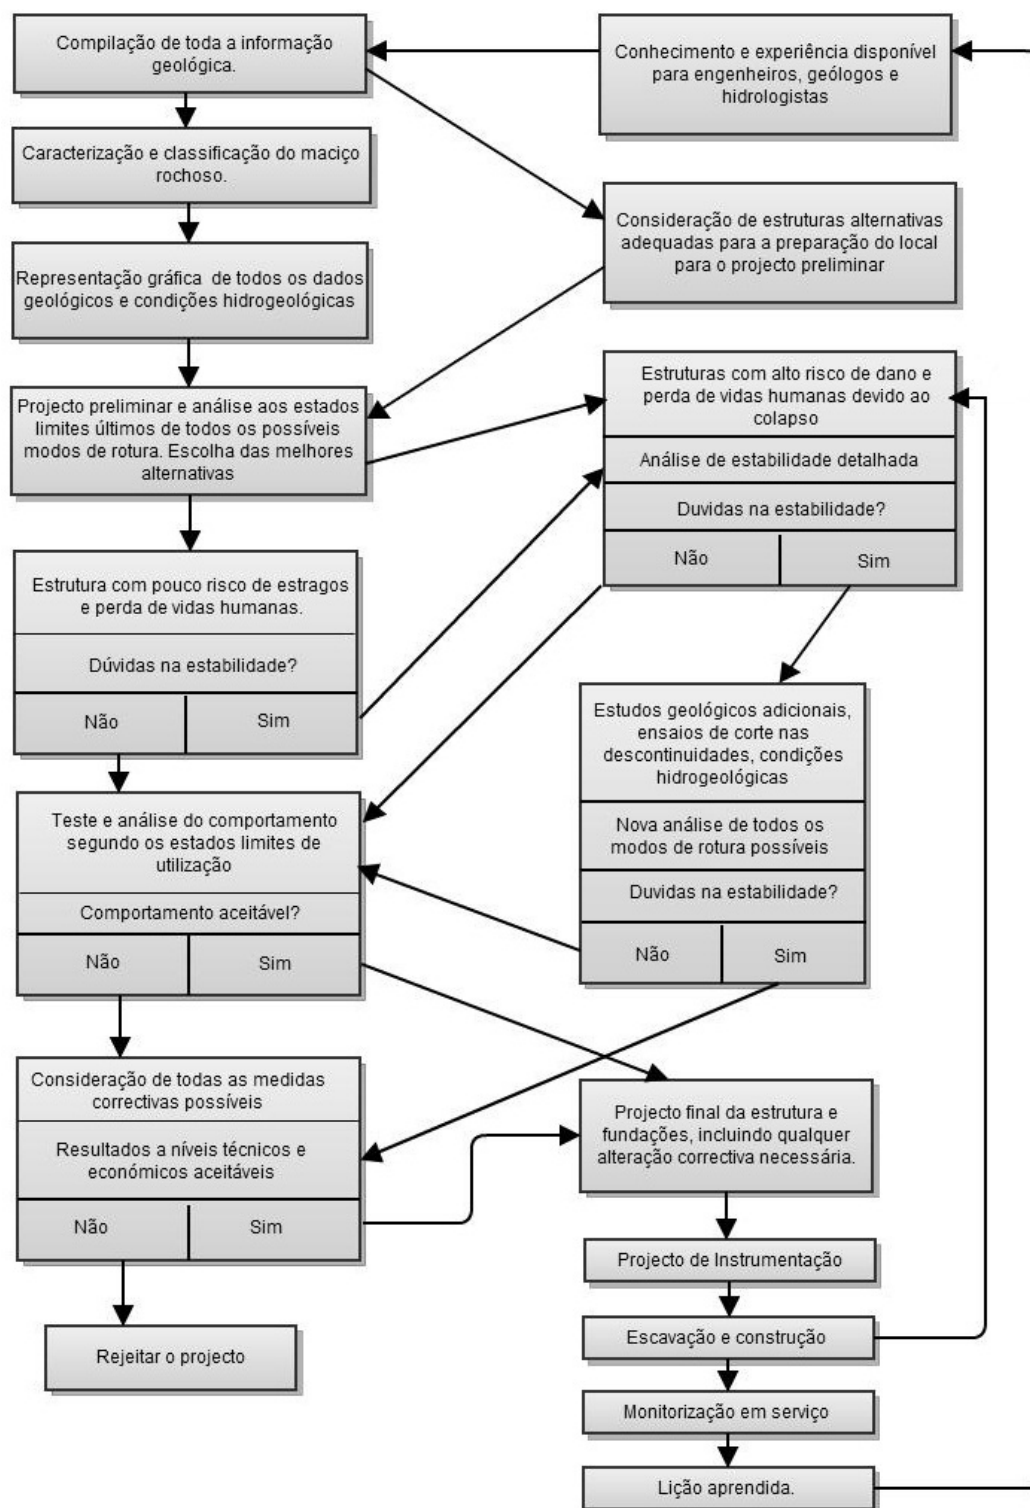 Compilação de toda a informação
geológica.
Conhecimento e experiência disponível
para engenheiros, geólogos e
hidrologistas
Caracterização e classificação do maciço
rochoso.
Consideração de estruturas alternativas
adequadas para a preparação do local
para o projecto preliminar
Representação gráfica de todos os dados
geológicos e condições hidrogeológicas
Projecto preliminar e análise aos estados
limites últimos de todos os possíveis
modos de rotura. Escolha das melhores
alternativas
Estruturas com alto risco de dano e
perda de vidas humanas devido ao
colapso
Análise de estabilidade detalhada
Duvidas na estabilidade?
Não
Sim
Estrutura com pouco risco de estragos
e perda de vidas humanas.
Dúvidas na estabilidade?
Não
Sim
Estudos geológicos adicionais,
ensaios de corte nas
descontinuidades, condições
hidrogeológicas
Nova análise de todos os
modos de rotura possíveis
Duvidas na estabilidade?
Não
Sim
Teste e análise do comportamento
segundo os estados limites de
utilização
Comportamento aceitável?
Não
Sim
Consideração de todas as medidas
correctivas possíveis
Resultados a níveis técnicos e
económicos aceitáveis
Não
Sim
Projecto final da estrutura e
fundações, incluindo qualquer
alteração correctiva necessária.
Projecto de Instrumentação
Escavação e construção
Rejeitar o projecto
Monitorização em serviço
Lição aprendida.